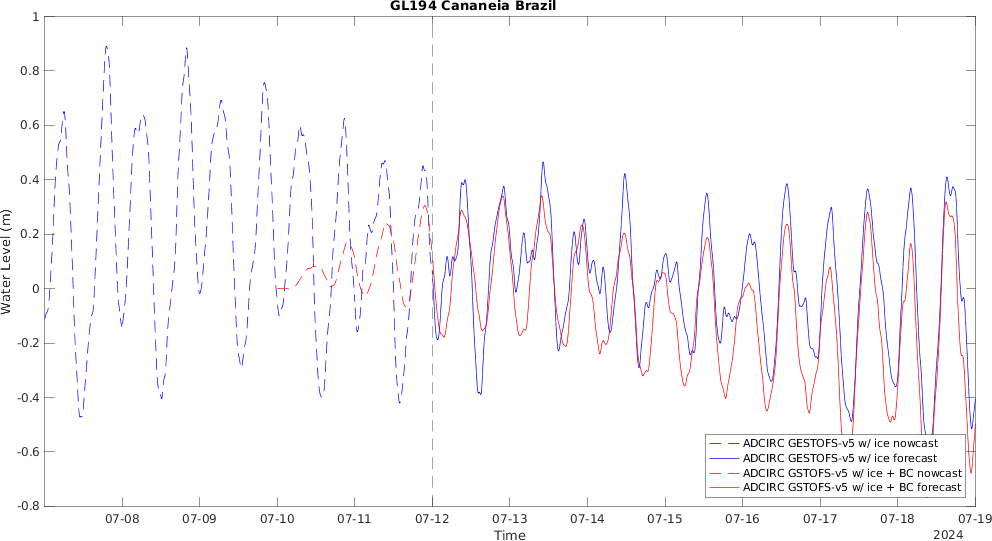 GL194 Cananeia Brazil
1
0.8
0.6
0.4
0.2
0
-0.2
-0.4
-0.6
-0.8
Water Level (m)
ADCIRC GESTOFS-v5 w/ ice nowcast
ADCIRC GESTOFS-v5 w/ ice forecast
ADCIRC GSTOFS-v5 w/ ice + BC nowcast
ADCIRC GSTOFS-v5 w/ ice + BC forecast
07-08 07-09 07-10 07-11 07-12 07-13 07-14 07-15 07-16 07-17 07-18 07-19
Time
2024